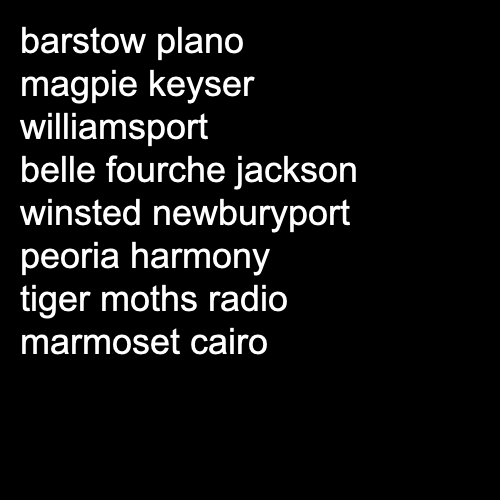 barstow plano
magpie keyser
williamsport
belle fourche jackson
winsted newburyport
peoria harmony
tiger moths radio
marmoset cairo